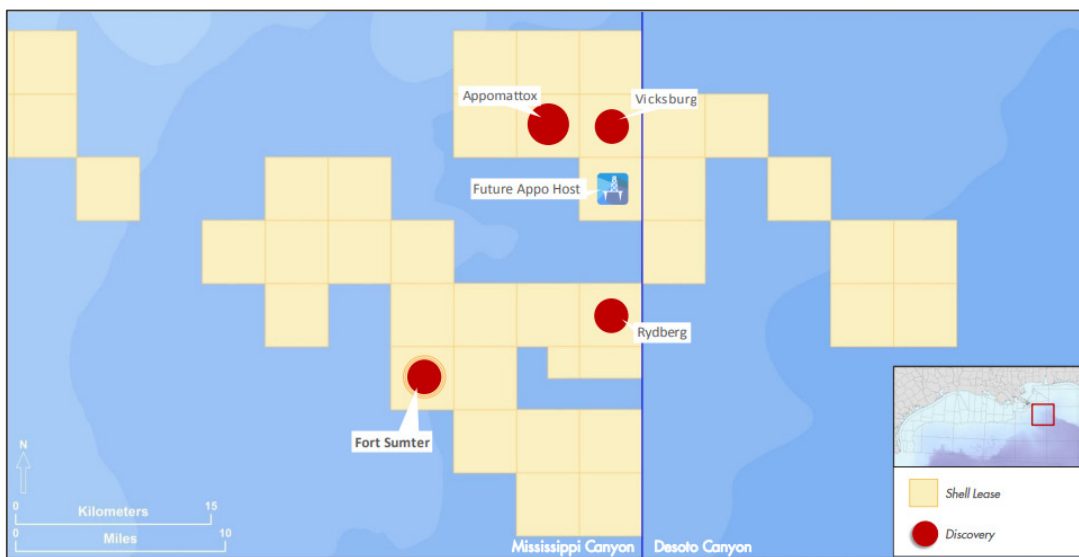 Appomattox
Vicksburg
Future Appo Host
Rydberg
Fort Sumter
N
0 15
Kilometers
0 10
Miles
Mississippi Canyon
Desoto Canyon
Shell Lease
Discovery